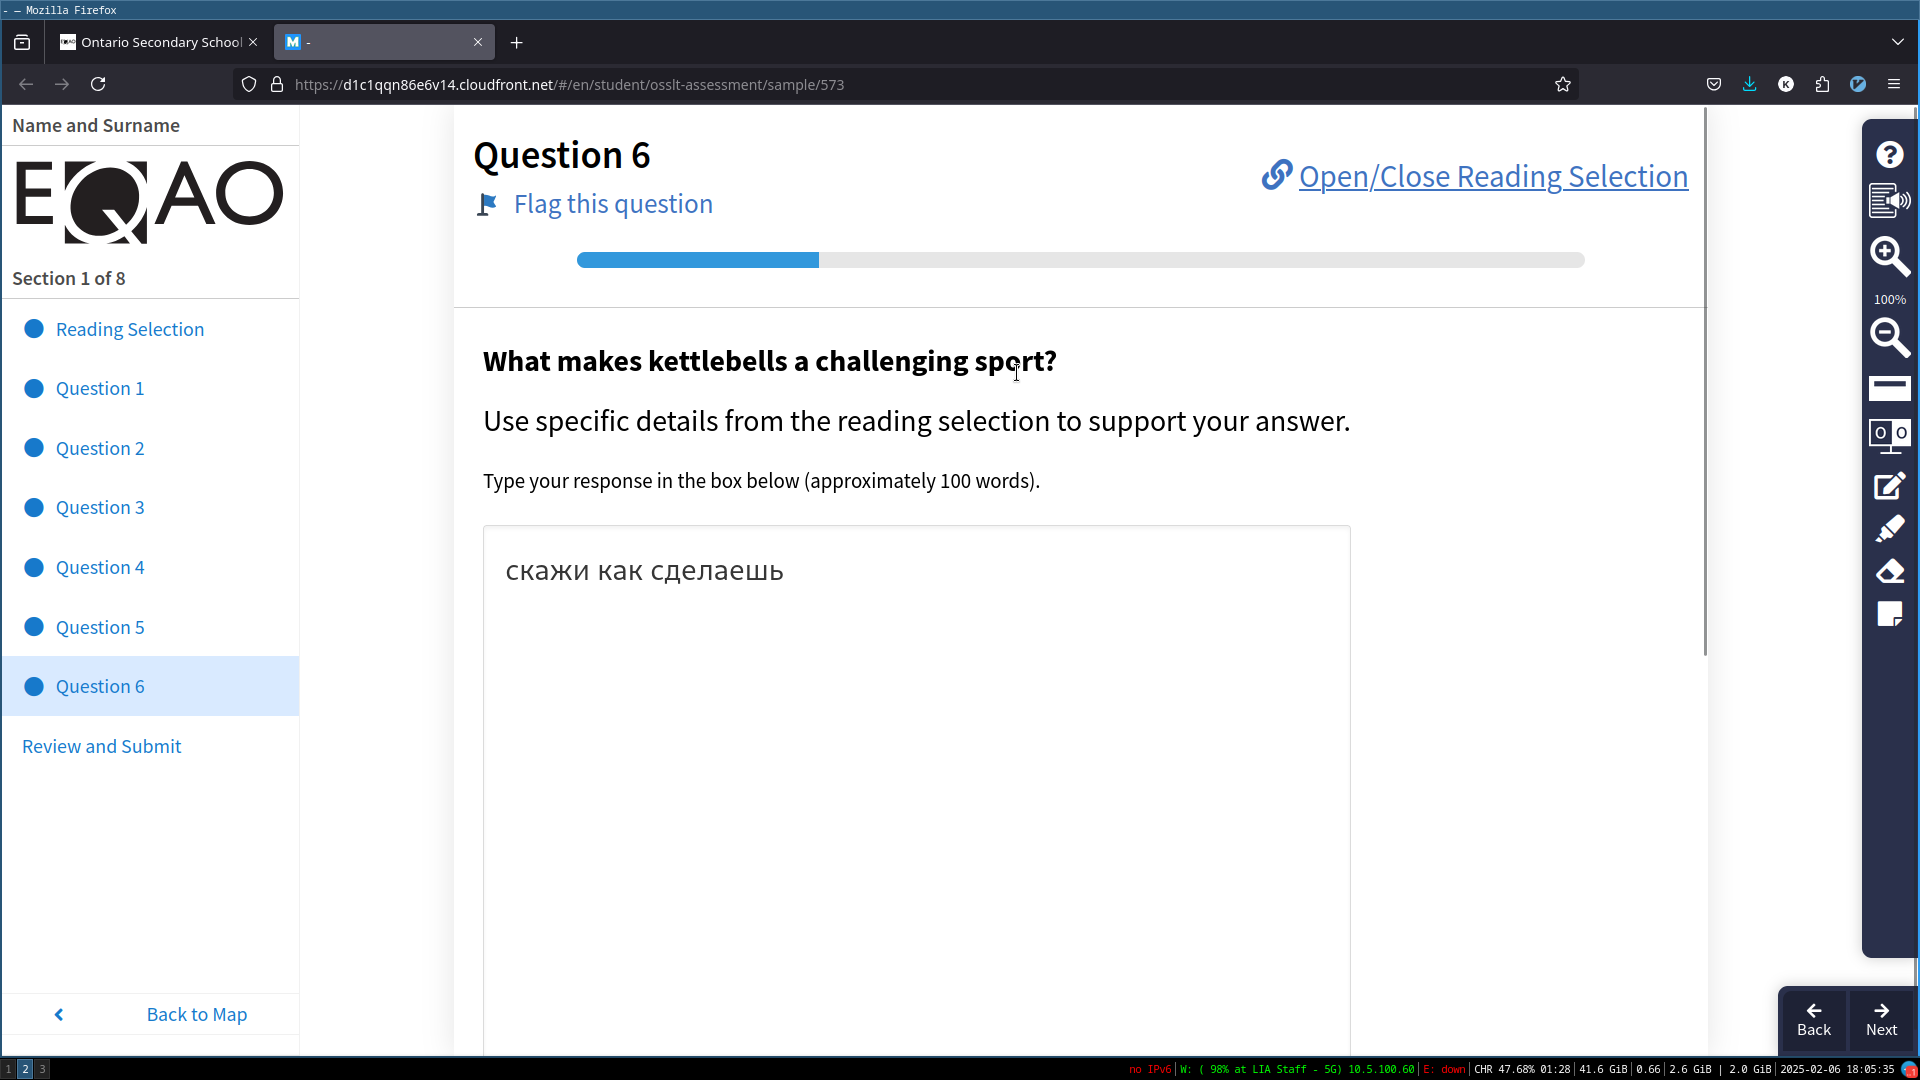 - — Mozilla Firefox
Ontario Secondary School
M -
https://d1c1qqn86e6v14.cloudfront.net/#/en/student/osslt-assessment/sample/573
Name and Surname
EQAO
Section 1 of 8
Reading Selection
Question 1
Question 2
Question 3
Question 4
Question 5
Question 6
Review and Submit
Back to Map
Question 6
Flag this question
Open/Close Reading Selection
What makes kettlebells a challenging sport?
Use specific details from the reading selection to support your answer.
Type your response in the box below (approximately 100 words).
скажи как сделаешь
100%
Back
Next
1 2 3
no IPv6 | W: ( 98% at LIA Staff - 5G) 10.5.100.60 | E: down | CHR 47.68% 01:28 | 41.6 GiB | 0.66 | 2.6 GiB | 2.0 GiB | 2025-02-06 18:05:35